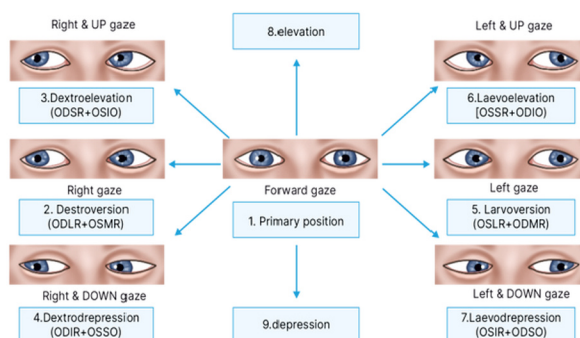 Right & UP gaze
8.elevation
Left & UP gaze
3.Dextroelevation
(ODSR+OSIO)
6.Laevoelevation
[OSSR+ODIO)
Right gaze
Forward gaze
Left gaze
2. Destroversion
(ODLR+OSMR)
1. Primary position
5. Larvoversion
(OSLR+ODMR)
Right & DOWN gaze
Left & DOWN gaze
4.Dextrodrepression
(ODIR+OSSO)
9.depression
7.Laevodrepression
(OSIR+ODSO)